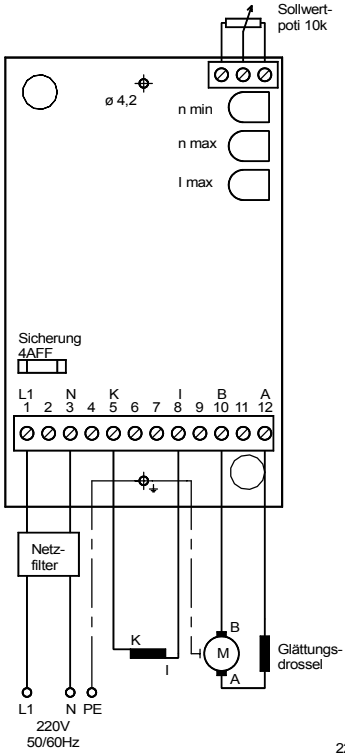 Sollwert-
poti 10k
ø 4,2
n min
n max
I max
Sicherung
4AFF
L1 N K I B A
1 2 3 4 5 6 7 8 9 10 11 12
Netz-
filter
K
I
B
M
A
Glättungs-
drossel
L1 N PE
220V
50/60Hz
22